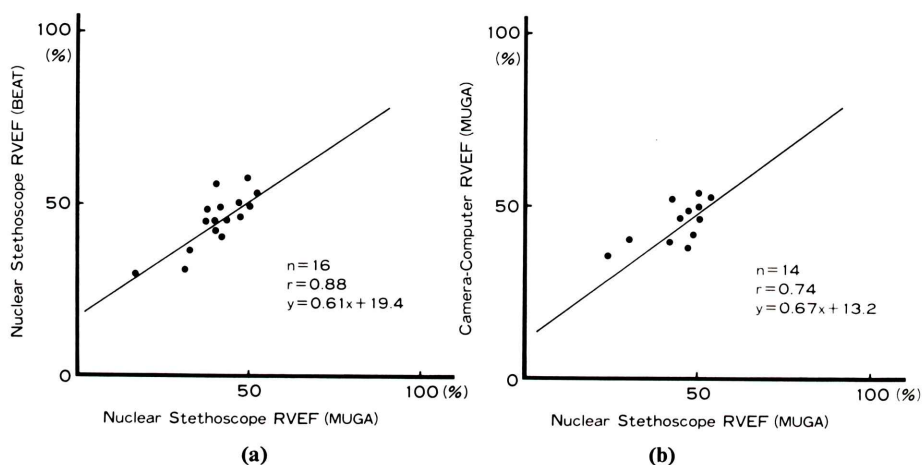 100
(%)
Nuclear Stethoscope RVEF (BEAT)
50
n=16
r=0.88
y=0.61x+19.4
0
50
100 (%)
Nuclear Stethoscope RVEF (MUGA)
(a)
100
(%)
Camera-Computer RVEF (MUGA)
50
n=14
r=0.74
y=0.67x+13.2
0
50
100 (%)
Nuclear Stethoscope RVEF (MUGA)
(b)